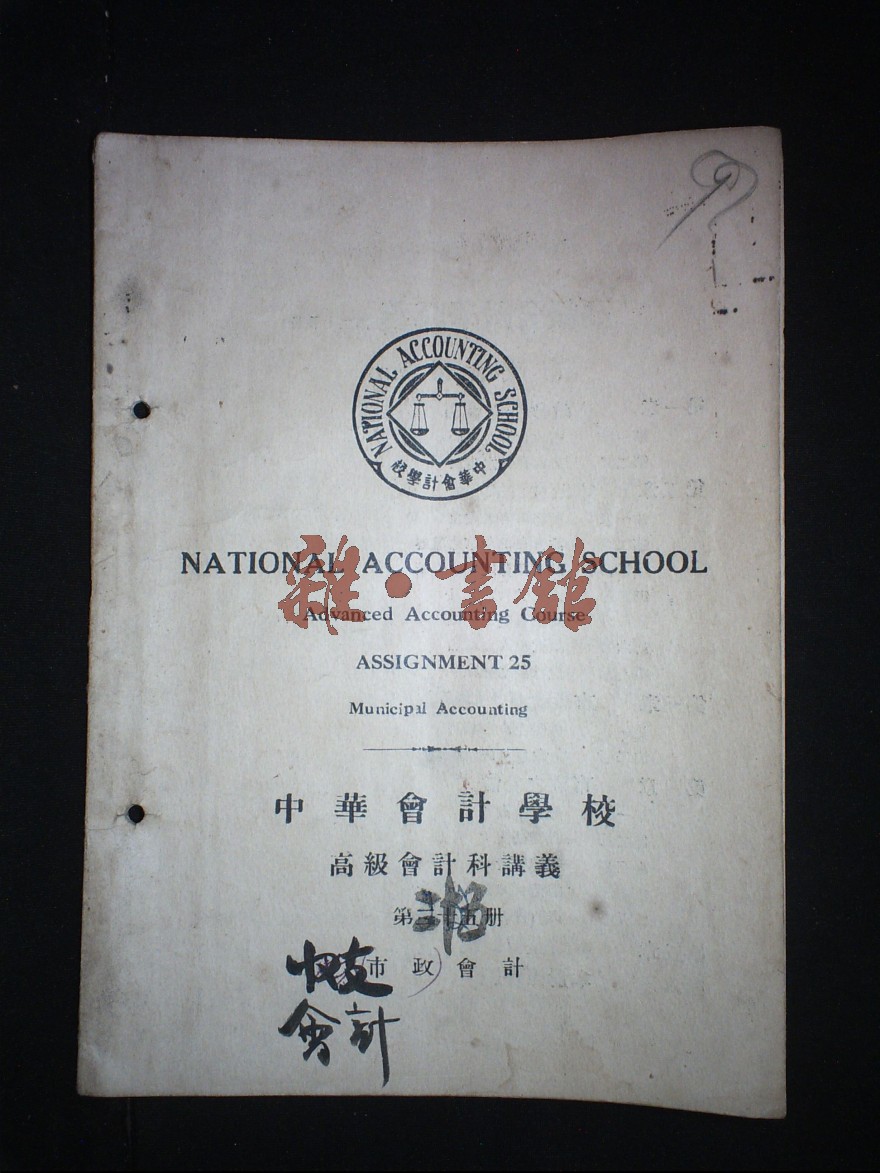 NATIONAL ACCOUNTING SCHOOL
中華會計學校
NATIONAL ACCOUNTING SCHOOL
雜·書館
Advanced Accounting Course
ASSIGNMENT 25
Municipal Accounting
中華會計學校
高級會計科講義
第二十五册
(市政)會計
會計